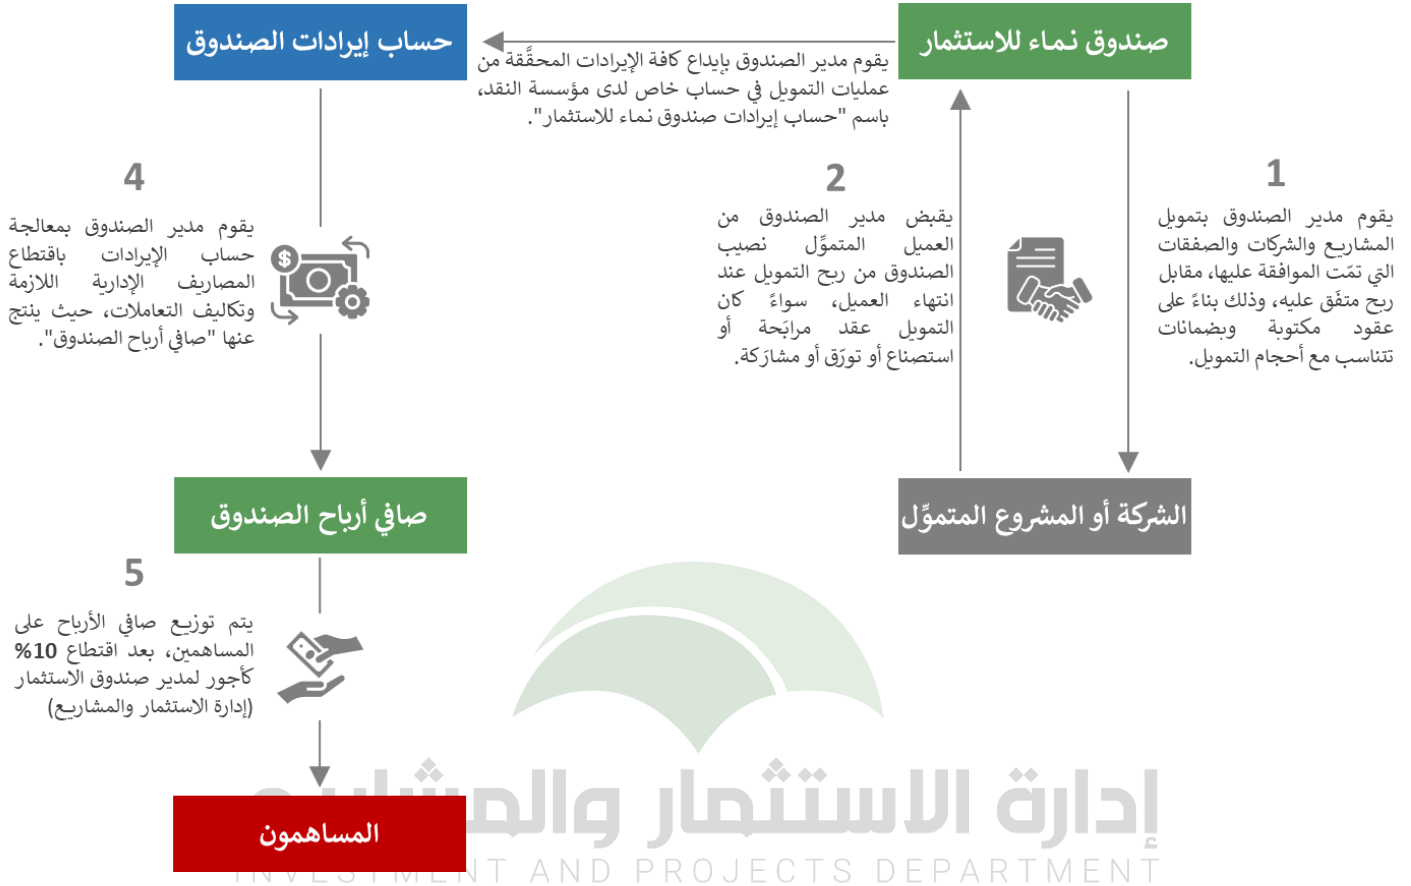 صندوق نماء للاستثمار
حساب إيرادات الصندوق
يقوم مدير الصندوق بإيداع كافة الإيرادات المحقَّقة من
عمليات التمويل في حساب خاص لدى مؤسسة النقد،
باسم "حساب إيرادات صندوق نماء للاستثمار".
1
يقوم مدير الصندوق بتمويل
المشاريع والشركات والصفقات
التي تمّت الموافقة عليها، مقابل
ربح متفَق عليه، وذلك بناءً على
عقود مكتوبة وبضمانات
تتناسب مع أحجام التمويل.
2
يقبض مدير الصندوق من
العميل المتموِّل نصيب
الصندوق من ربح التمويل عند
انتهاء العميل، سواءً كان
التمويل عقد مرابَحة أو
استصناع أو تورّق أو مشارَكة.
4
يقوم مدير الصندوق بمعالجة
حساب الإيرادات باقتطاع
المصاريف الإدارية اللازمة
وتكاليف التعاملات، حيث ينتج
عنها "صافي أرباح الصندوق".
$
الشركة أو المشروع المتموِّل
صافي أرباح الصندوق
5
يتم توزيع صافي الأرباح على
المساهمين، بعد اقتطاع 10%
كأجور لمدير صندوق الاستثمار
(إدارة الاستثمار والمشاريع)
المساهمون
إدارة الاستثمار والمشاريع
INVESTMENT AND PROJECTS DEPARTMENT